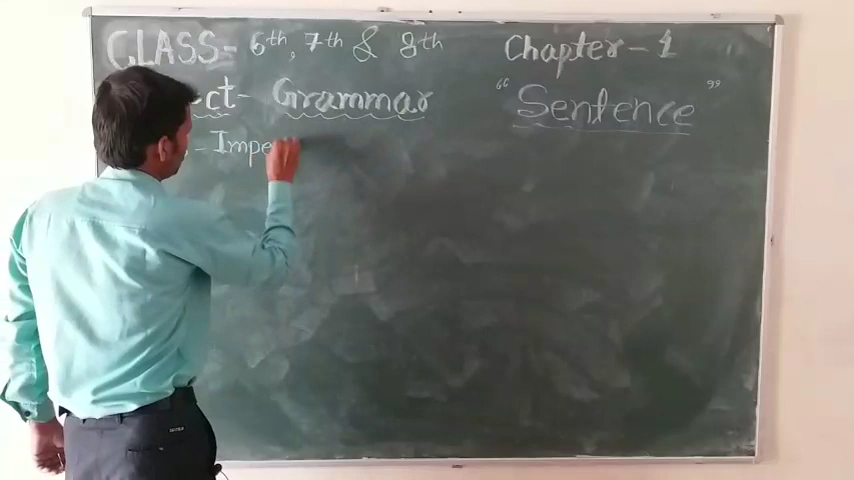 CLASS- 6th, 7th & 8th
Chapter - 1
ct - Grammar
"Sentence"
- Impe